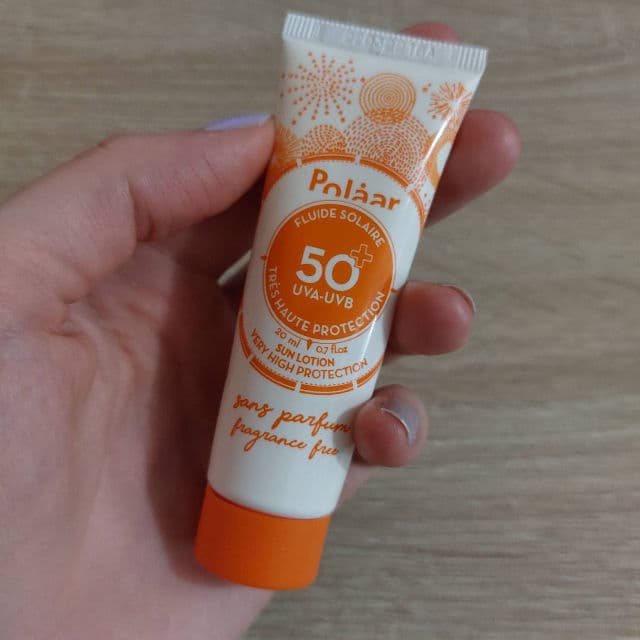 Polåar
FLUIDE SOLAIRE
50+
UVA-UVB
TRÈS HAUTE PROTECTION
20 ml 0.7 fl.oz
SUN LOTION
VERY HIGH PROTECTION
sans parfum
fragrance free